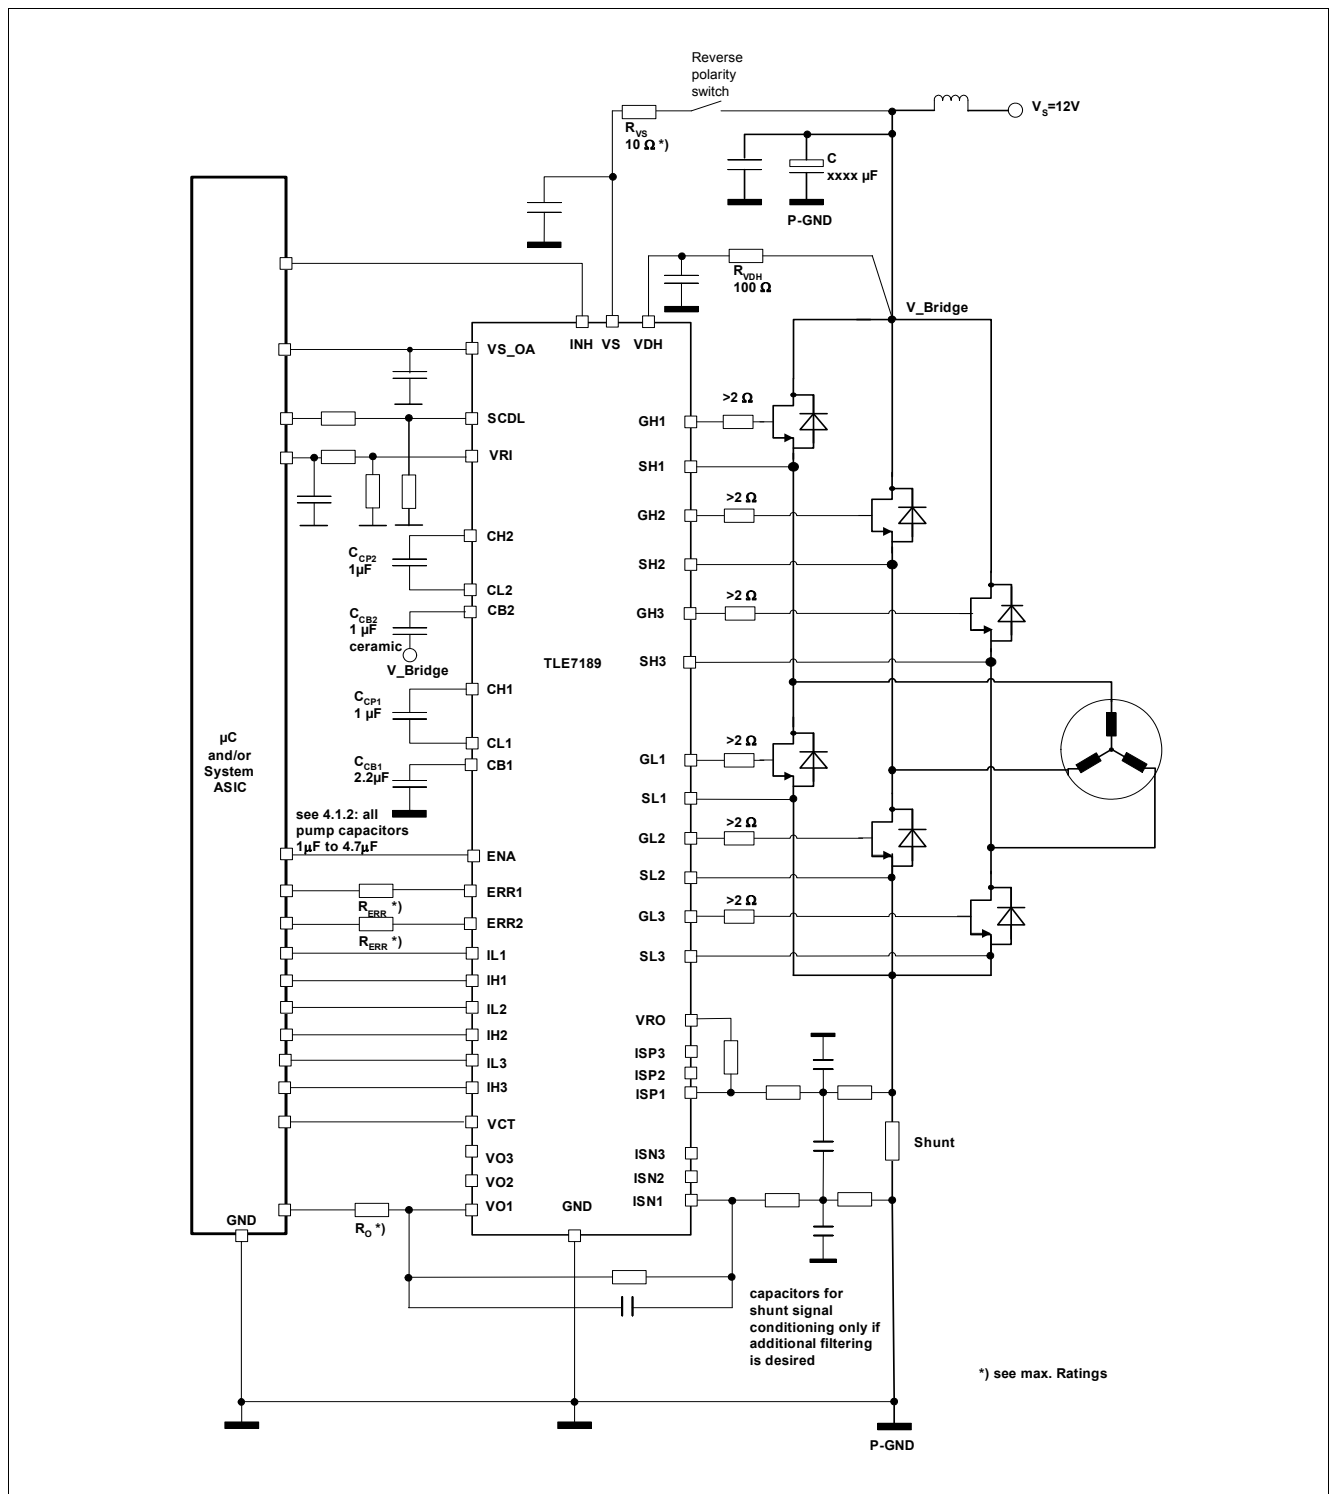 Reverse
polarity
switch
V_S=12V
R_VS
10 Ω *)
C
xxxx µF
P-GND
R_VDH
100 Ω
V_Bridge
INH VS VDH
VS_OA
SCDL
VRI
CH2
CL2
CB2
CH1
CL1
CB1
ENA
ERR1
ERR2
IL1
IH1
IL2
IH2
IL3
IH3
VCT
VO3
VO2
VO1
GND
TLE7189
GH1
SH1
GH2
SH2
GH3
SH3
GL1
SL1
GL2
SL2
GL3
SL3
VRO
ISP3
ISP2
ISP1
ISN3
ISN2
ISN1
>2 Ω
>2 Ω
>2 Ω
>2 Ω
>2 Ω
>2 Ω
C_CP2
1µF
C_CB2
1 µF
ceramic
V_Bridge
C_CP1
1 µF
C_CB1
2.2µF
see 4.1.2: all
pump capacitors
1µF to 4.7µF
R_ERR *)
R_ERR *)
R_O *)
µC
and/or
System
ASIC
GND
Shunt
capacitors for
shunt signal
conditioning only if
additional filtering
is desired
*) see max. Ratings
P-GND